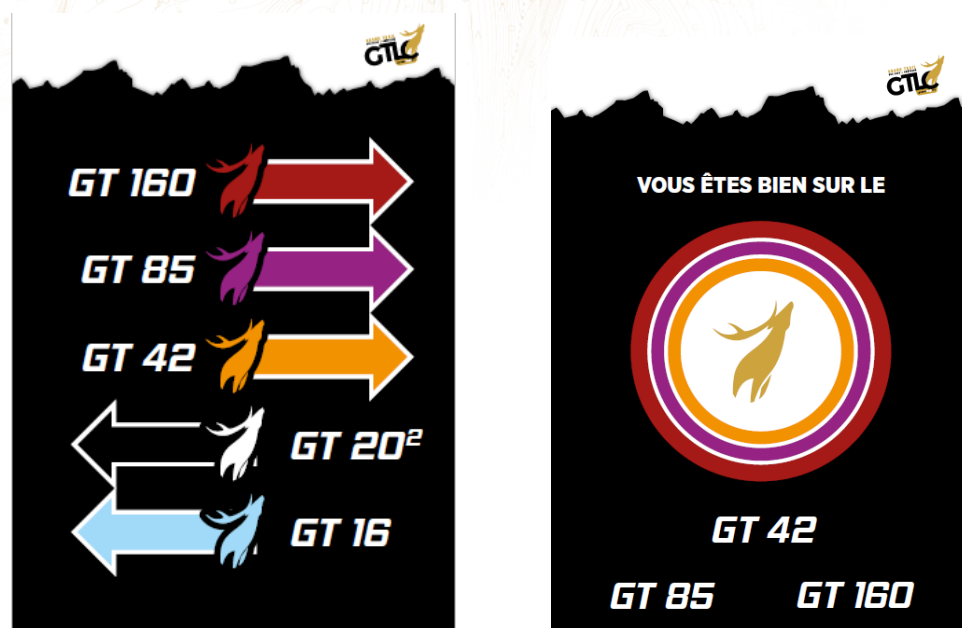 GTLC
GT 160
GT 85
GT 42
GT 20²
GT 16
GTLC
VOUS ÊTES BIEN SUR LE
GT 42
GT 85 GT 160